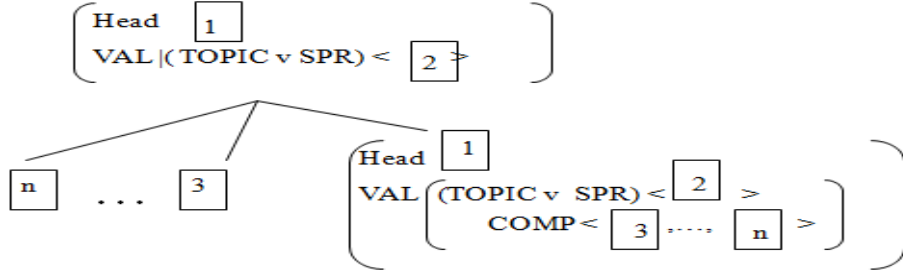 Head 1
VAL |( TOPIC v SPR) < 2 >
n ... 3
Head 1
VAL (TOPIC v SPR) < 2 >
COMP < 3 ,...., n >